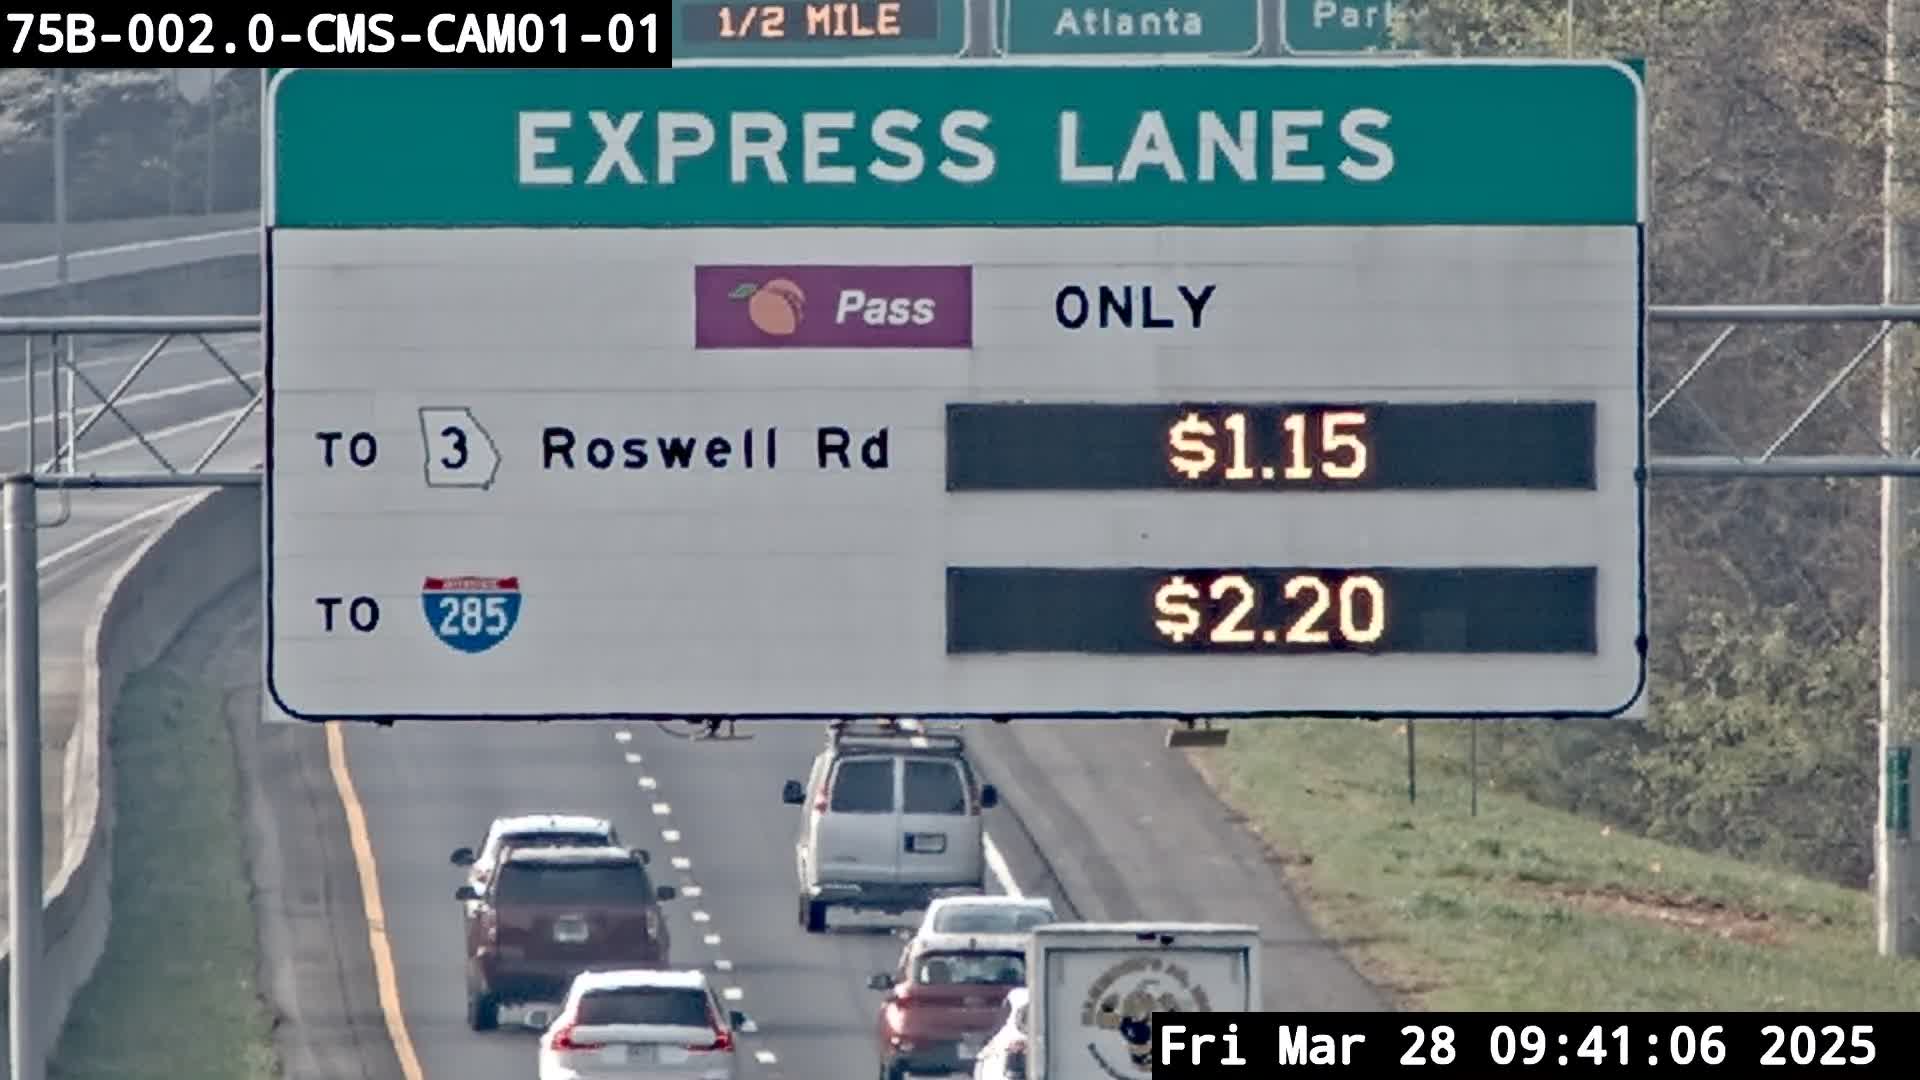 75B-002.0-CMS-CAM01-01
1/2 MILE
Atlanta
EXPRESS LANES
Pass ONLY
TO 3 Roswell Rd $1.15
TO 285 $2.20
Fri Mar 28 09:41:06 2025